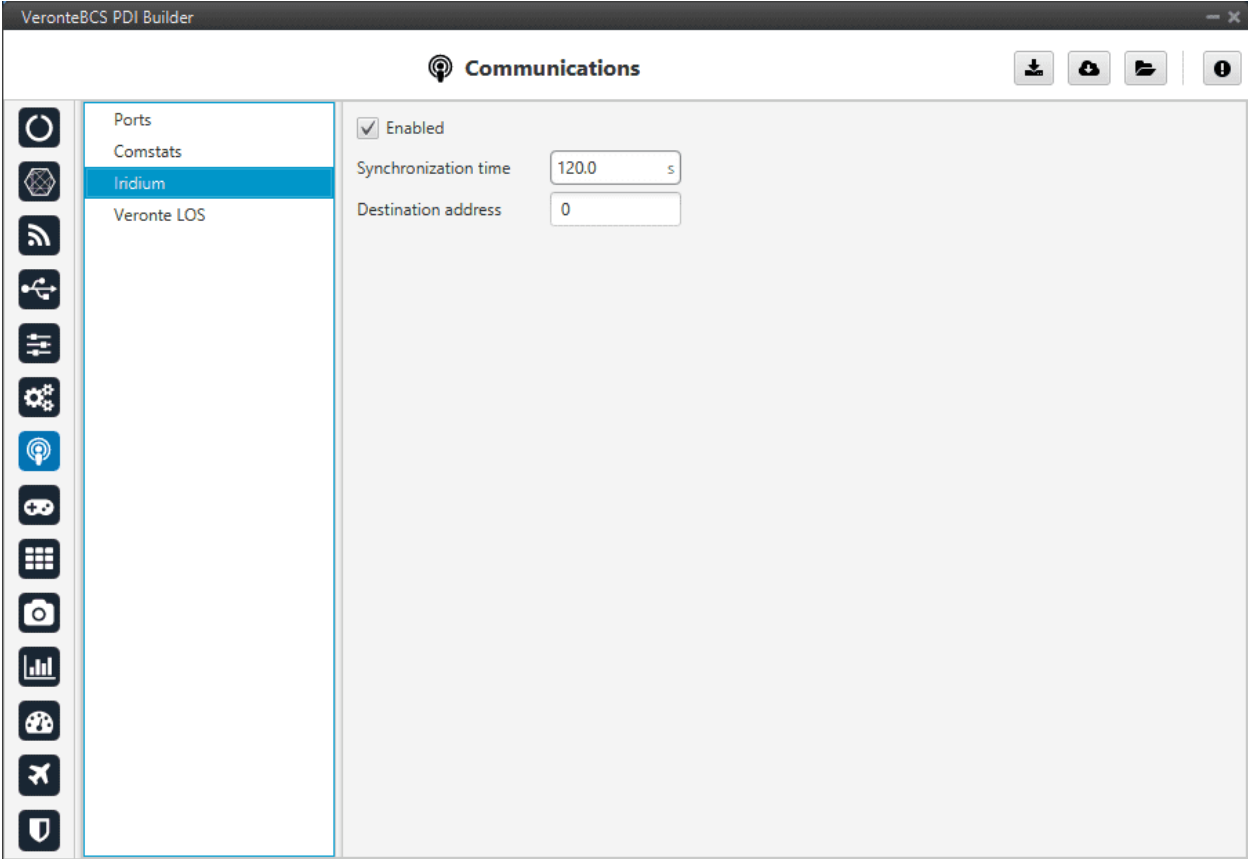 VeronteBCS PDI Builder
Communications
Ports
Comstats
Iridium
Veronte LOS
Enabled
Synchronization time 120.0 s
Destination address 0